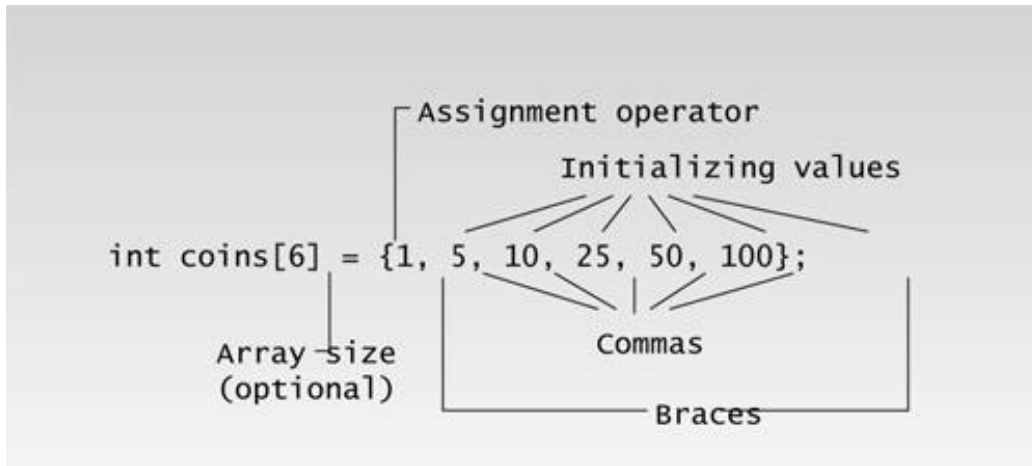 Assignment operator
Initializing values
int coins[6] = {1, 5, 10, 25, 50, 100};
Commas
Array size
(optional)
Braces